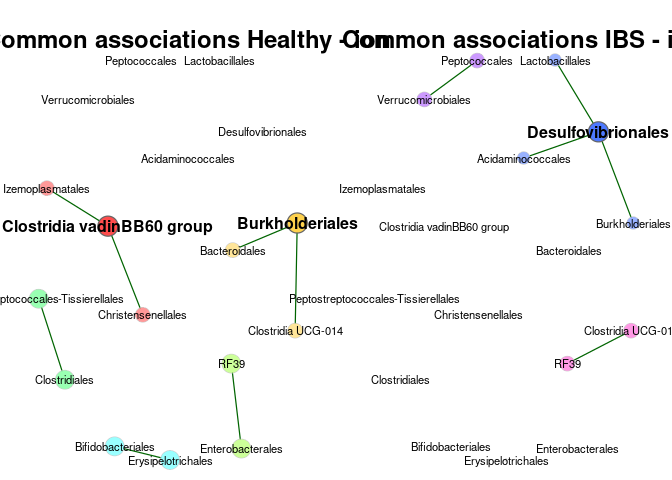 ommon associations Healthy - ion
Common associations IBS - i
Peptococcales
Lactobacillales
Verrucomicrobiales
Desulfovibrionales
Acidaminococcales
Izemoplasmatales
Clostridia vadinBB60 group
Burkholderiales
Bacteroidales
ptococcales-Tissierellales
Christensenellales
Clostridia UCG-014
RF39
Clostridiales
Bifidobacteriales
Erysipelotrichales
Enterobacterales
Peptococcales
Lactobacillales
Verrucomicrobiales
Desulfovibrionales
Acidaminococcales
Izemoplasmatales
Clostridia vadinBB60 group
Burkholderiales
Bacteroidales
Peptostreptococcales-Tissierellales
Christensenellales
Clostridia UCG-01
RF39
Clostridiales
Bifidobacteriales
Erysipelotrichales
Enterobacterales